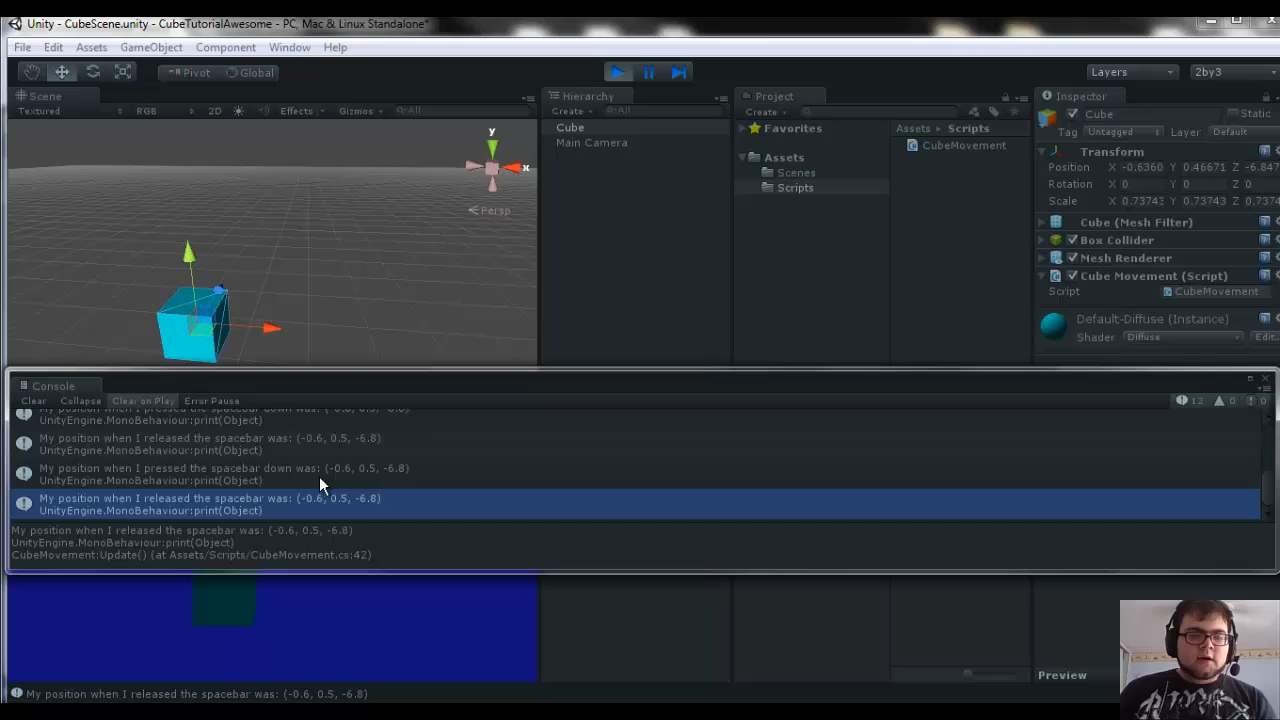 Unity - CubeScene.unity - CubeTutorialAwesome - PC, Mac & Linux Standalone*
File Edit Assets GameObject Component Window Help
Pivot Global Layers 2by3
Scene Hierarchy Project Inspector
Textured RGB 2D Effects Gizmos All
Create All
Create
Cube
Main Camera
Favorites
Assets
Scenes
Scripts
Assets Scripts
CubeMovement
Cube Static
Tag Untagged Layer Default
Transform
Position X -0.6360 Y 0.46671 Z -6.847
Rotation X 0 Y 0 Z 0
Scale X 0.73743 Y 0.73743 Z 0.7374
Cube (Mesh Filter)
Box Collider
Mesh Renderer
Cube Movement (Script)
Script CubeMovement
Default-Diffuse (Instance)
Shader Diffuse Edit..
y
x
Persp
Console
Clear Collapse Clear on Play Error Pause 12 0 0
My position when I pressed the spacebar down was: (-0.6, 0.5, -6.8)
UnityEngine.MonoBehaviour:print(Object)
My position when I released the spacebar was: (-0.6, 0.5, -6.8)
UnityEngine.MonoBehaviour:print(Object)
My position when I pressed the spacebar down was: (-0.6, 0.5, -6.8)
UnityEngine.MonoBehaviour:print(Object)
My position when I released the spacebar was: (-0.6, 0.5, -6.8)
UnityEngine.MonoBehaviour:print(Object)
My position when I released the spacebar was: (-0.6, 0.5, -6.8)
UnityEngine.MonoBehaviour:print(Object)
CubeMovement:Update() (at Assets/Scripts/CubeMovement.cs:42)
Preview
My position when I released the spacebar was: (-0.6, 0.5, -6.8)